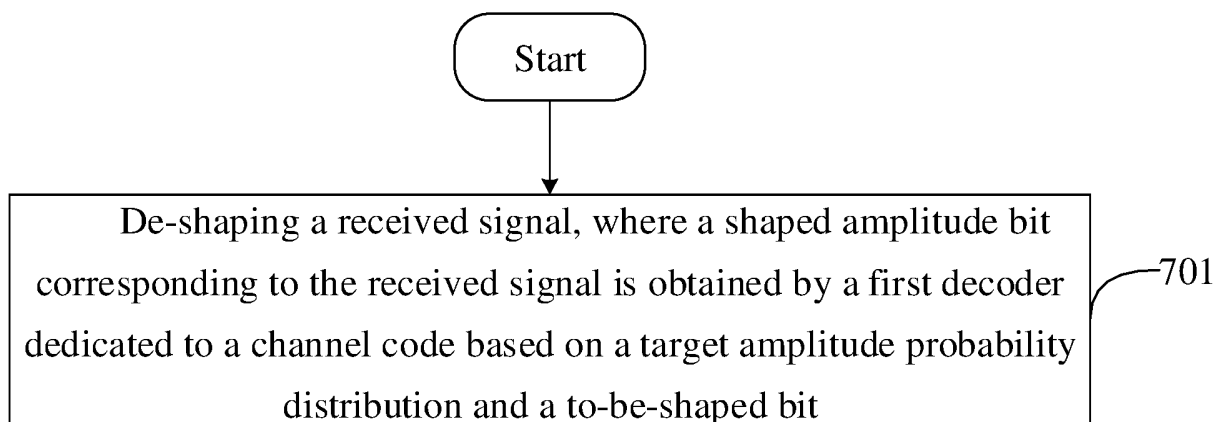 Start
De-shaping a received signal, where a shaped amplitude bit
corresponding to the received signal is obtained by a first decoder
701
dedicated to a channel code based on a target amplitude probability
distribution and a to-be-shaped bit